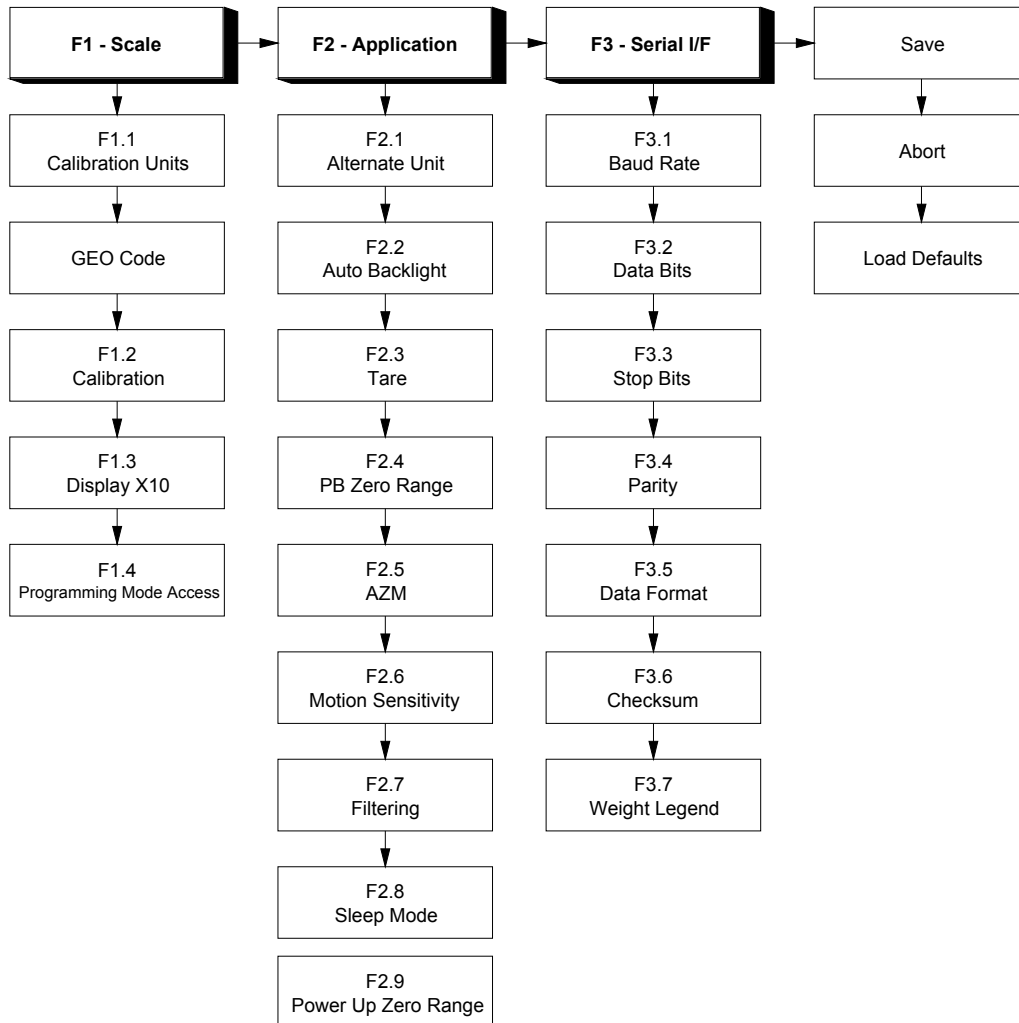 F1 - Scale
F1.1
Calibration Units
GEO Code
F1.2
Calibration
F1.3
Display X10
F1.4
Programming Mode Access
F2 - Application
F2.1
Alternate Unit
F2.2
Auto Backlight
F2.3
Tare
F2.4
PB Zero Range
F2.5
AZM
F2.6
Motion Sensitivity
F2.7
Filtering
F2.8
Sleep Mode
F2.9
Power Up Zero Range
F3 - Serial I/F
F3.1
Baud Rate
F3.2
Data Bits
F3.3
Stop Bits
F3.4
Parity
F3.5
Data Format
F3.6
Checksum
F3.7
Weight Legend
Save
Abort
Load Defaults